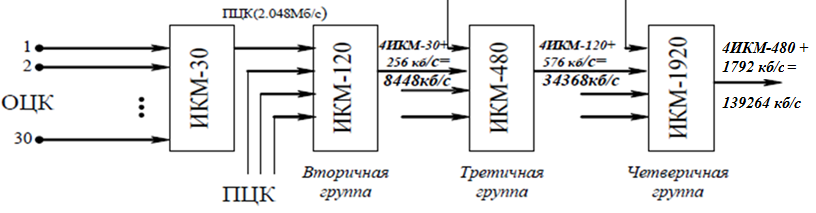 ПЦК(2.048Мб/с)
1
2
ОЦК
30
ИКМ-30
ПЦК
ИКМ-120
Вторичная
группа
4ИКМ-30+
256 кб/с=
8448кб/с
ИКМ-480
Третичная
группа
4ИКМ-120+
576 кб/с=
34368кб/с
ИКМ-1920
Четверичная
группа
4ИКМ-480 +
1792 кб/с =
139264 кб/с